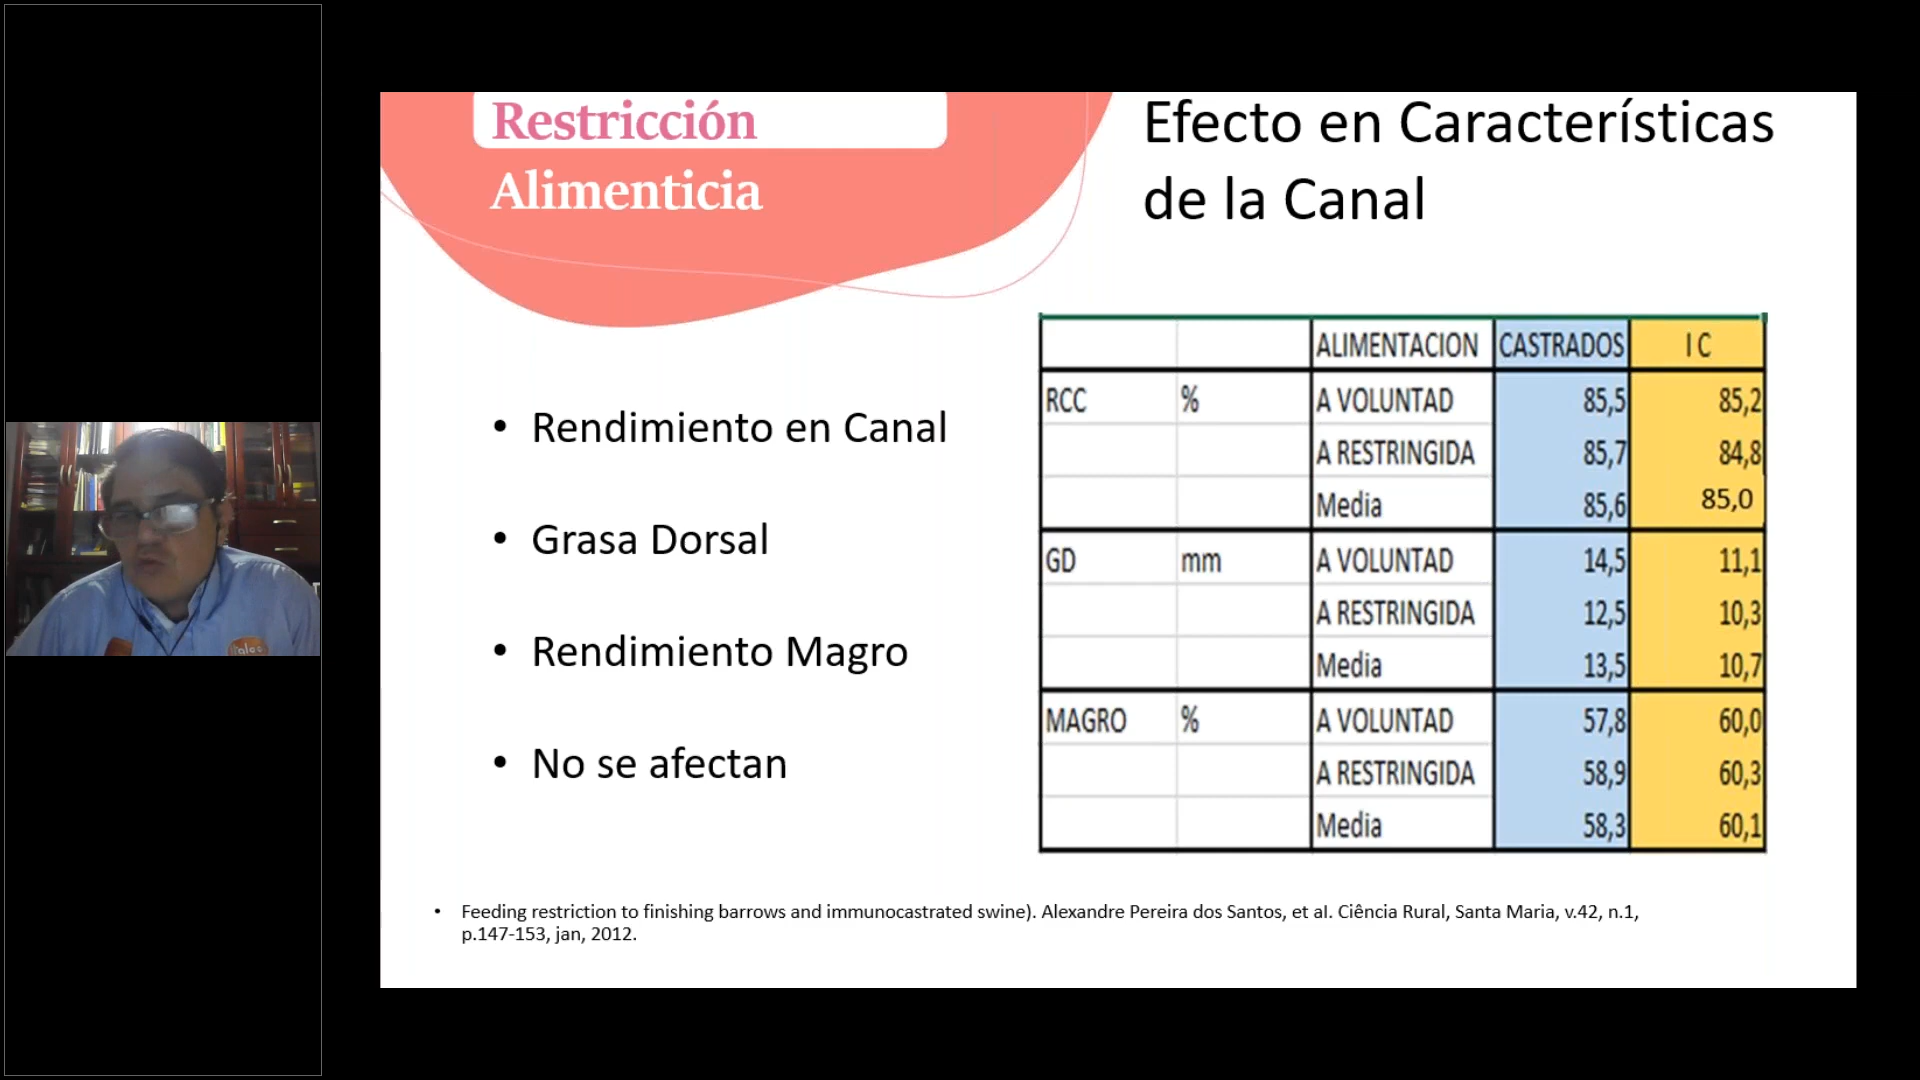 Restricción
Alimenticia
Efecto en Características
de la Canal
• Rendimiento en Canal
• Grasa Dorsal
• Rendimiento Magro
• No se afectan
ALIMENTACION CASTRADOS I C
RCC % A VOLUNTAD 85,5 85,2
A RESTRINGIDA 85,7 84,8
Media 85,6 85,0
GD mm A VOLUNTAD 14,5 11,1
A RESTRINGIDA 12,5 10,3
Media 13,5 10,7
MAGRO % A VOLUNTAD 57,8 60,0
A RESTRINGIDA 58,9 60,3
Media 58,3 60,1
• Feeding restriction to finishing barrows and immunocastrated swine). Alexandre Pereira dos Santos, et al. Ciência Rural, Santa Maria, v.42, n.1,
p.147-153, jan, 2012.